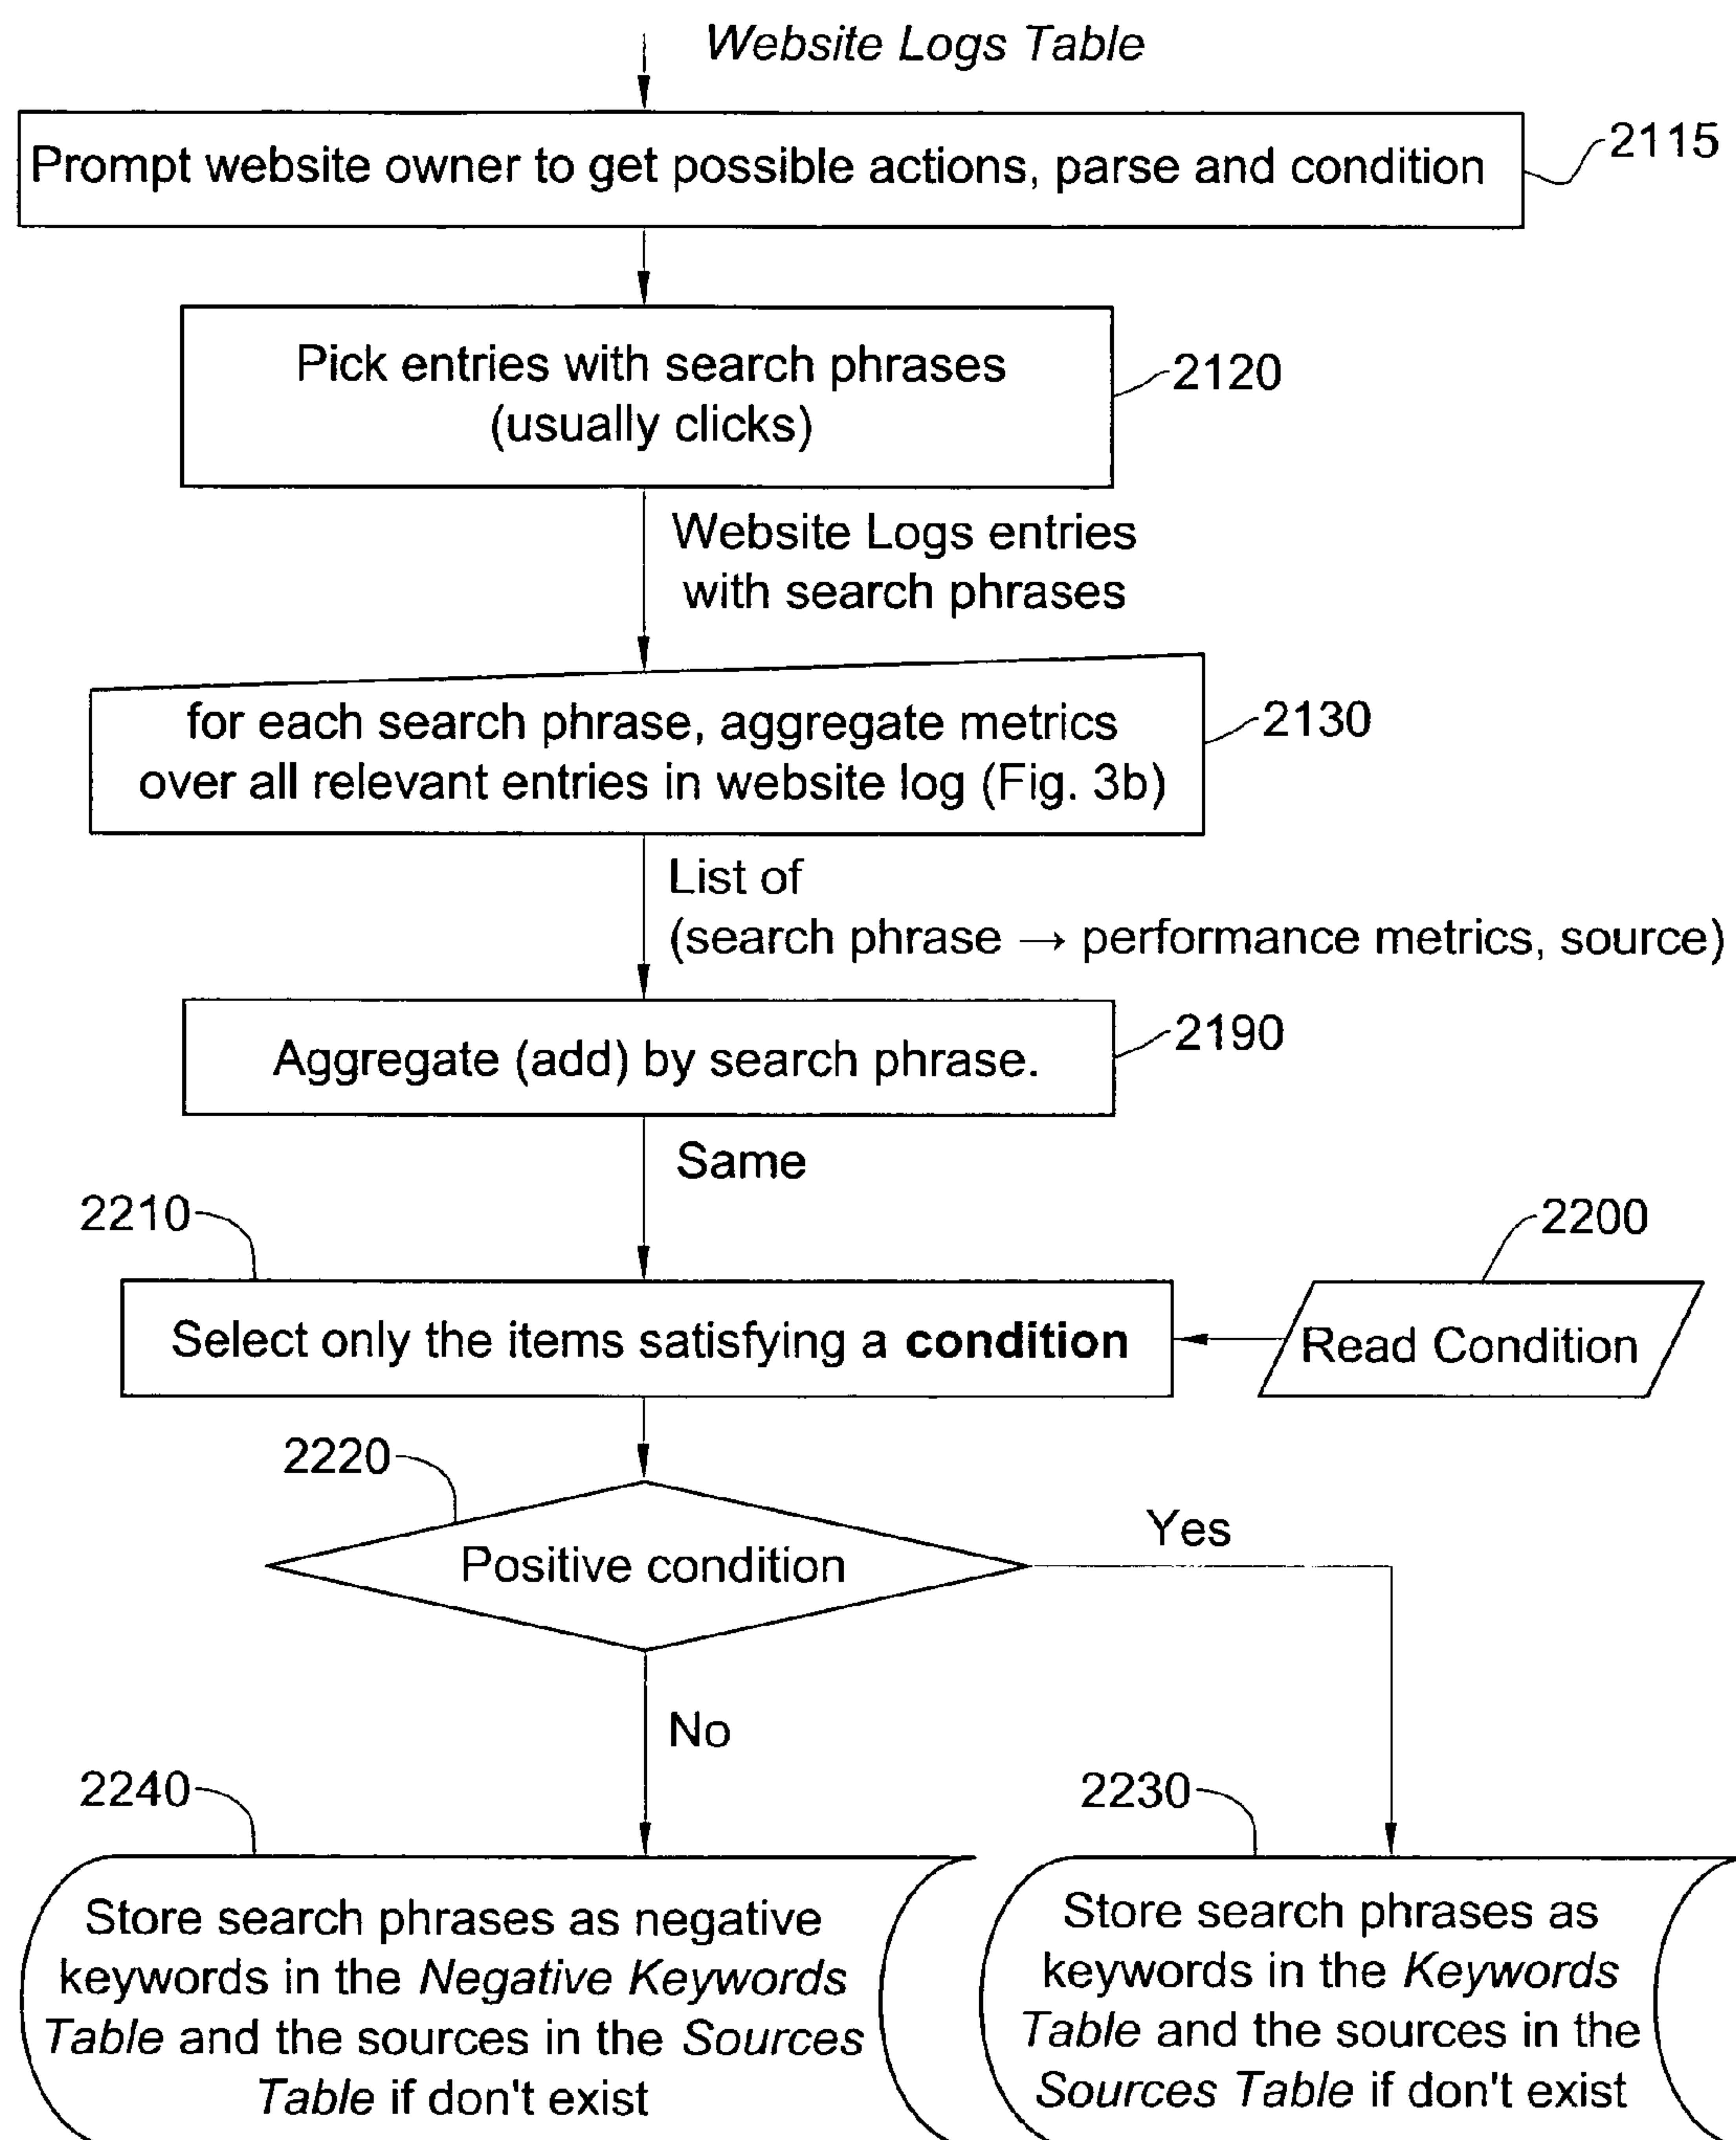 Website Logs Table
Prompt website owner to get possible actions, parse and condition
2115
Pick entries with search phrases
(usually clicks)
2120
Website Logs entries
with search phrases
for each search phrase, aggregate metrics
over all relevant entries in website log (Fig. 3b)
2130
List of
(search phrase → performance metrics, source)
Aggregate (add) by search phrase.
2190
Same
2210
2200
Select only the items satisfying a condition
Read Condition
2220
Positive condition
Yes
No
2240
2230
Store search phrases as negative
keywords in the Negative Keywords
Table and the sources in the Sources
Table if don't exist
Store search phrases as
keywords in the Keywords
Table and the sources in the
Sources Table if don't exist